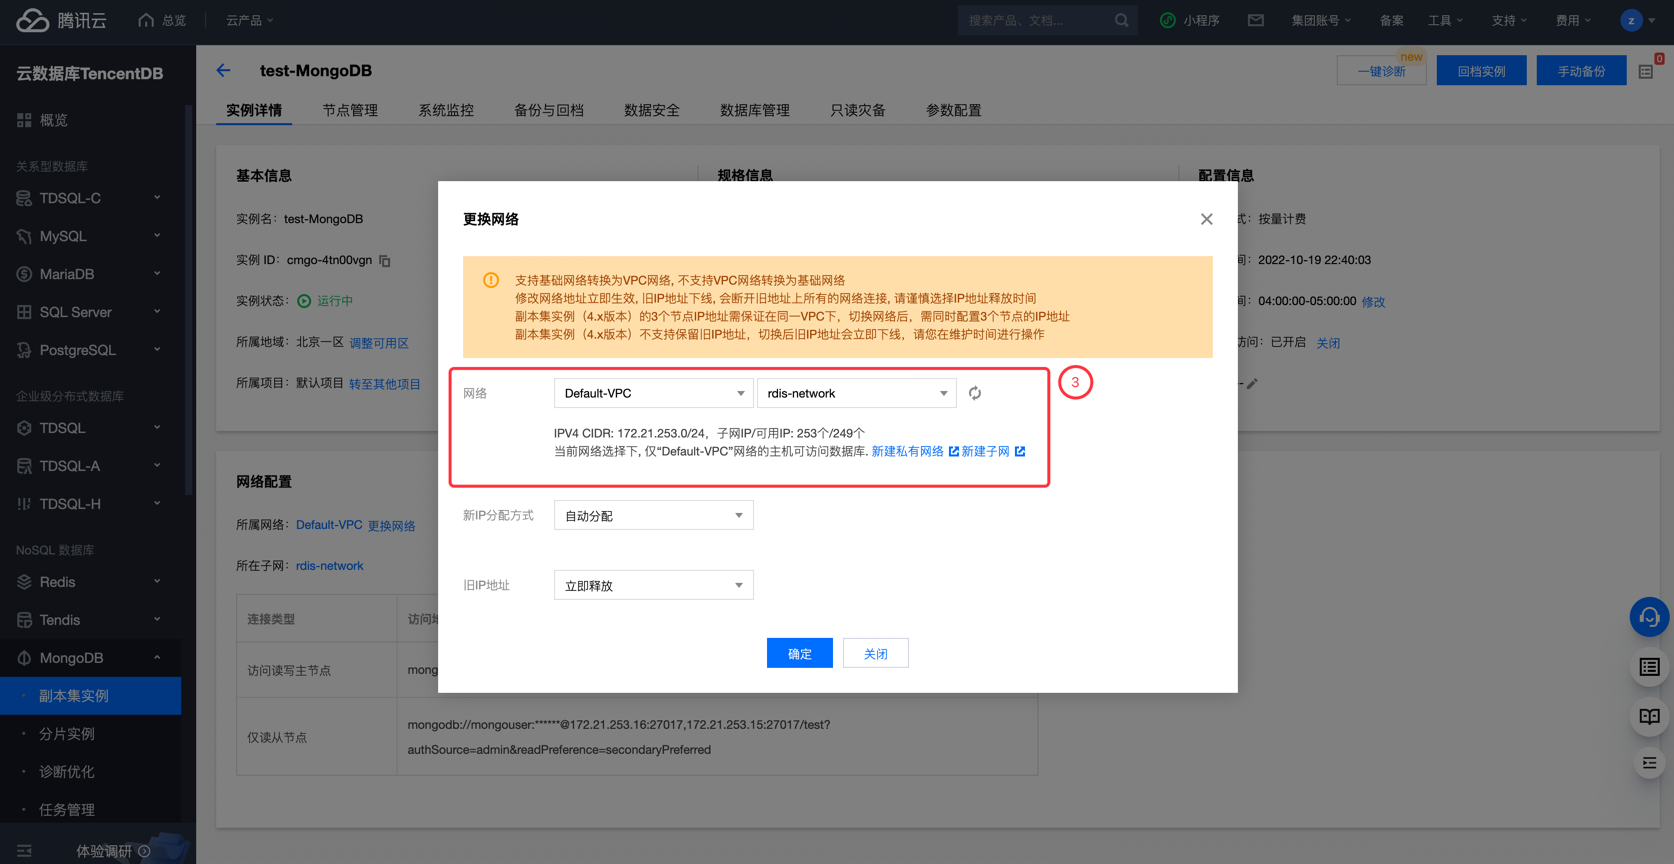 腾讯云
总览
云产品
搜索产品、文档...
小程序
集团账号
备案
工具
支持
费用
z
云数据库TencentDB
概览
关系型数据库
TDSQL-C
MySQL
MariaDB
SQL Server
PostgreSQL
企业级分布式数据库
TDSQL
TDSQL-A
TDSQL-H
NoSQL 数据库
Redis
Tendis
MongoDB
副本集实例
分片实例
诊断优化
任务管理
体验调研
test-MongoDB
new
一键诊断
回档实例
手动备份
0
实例详情
节点管理
系统监控
备份与回档
数据安全
数据库管理
只读灾备
参数配置
基本信息
实例名：test-MongoDB
实例 ID：cmgo-4tn00vgn
实例状态：运行中
所属地域：北京一区 调整可用区
所属项目：默认项目 转至其他项目
规格信息
配置信息
式：按量计费
间：2022-10-19 22:40:03
间：04:00:00-05:00:00 修改
访问：已开启 关闭
--
网络配置
所属网络：Default-VPC 更换网络
所在子网：rdis-network
连接类型
访问地
访问读写主节点
mong
仅读从节点
mongodb://mongouser:******@172.21.253.16:27017,172.21.253.15:27017/test?
authSource=admin&readPreference=secondaryPreferred
更换网络
支持基础网络转换为VPC网络, 不支持VPC网络转换为基础网络
修改网络地址立即生效, 旧IP地址下线, 会断开旧地址上所有的网络连接, 请谨慎选择IP地址释放时间
副本集实例（4.x版本）的3个节点IP地址需保证在同一VPC下，切换网络后，需同时配置3个节点的IP地址
副本集实例（4.x版本）不支持保留旧IP地址，切换后旧IP地址会立即下线，请您在维护时间进行操作
网络
Default-VPC
rdis-network
3
IPV4 CIDR: 172.21.253.0/24，子网IP/可用IP: 253个/249个
当前网络选择下, 仅“Default-VPC”网络的主机可访问数据库. 新建私有网络 新建子网
新IP分配方式
自动分配
旧IP地址
立即释放
确定
关闭